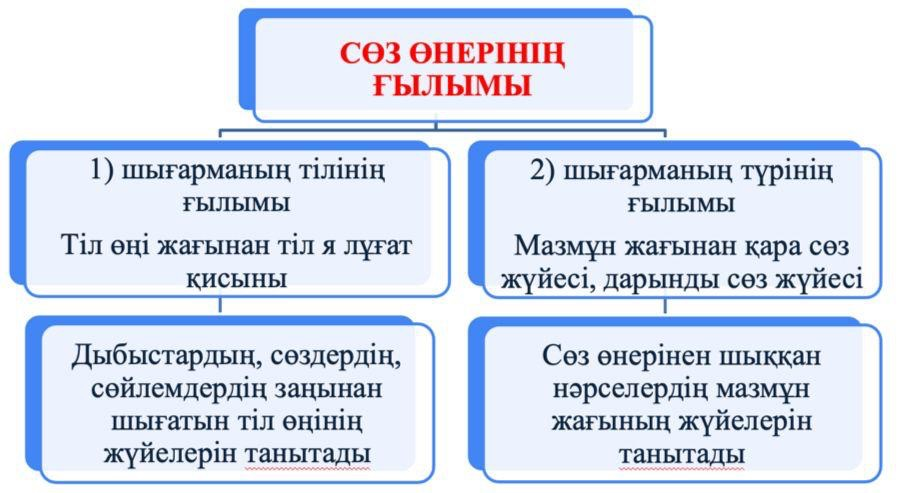 СӨЗ ӨНЕРІНІҢ
ҒЫЛЫМЫ
1) шығарманың тілінің
ғылымы
Тіл өңі жағынан тіл я лұғат
қисыны
2) шығарманың түрінің
ғылымы
Мазмұн жағынан қара сөз
жүйесі, дарынды сөз жүйесі
Дыбыстардың, сөздердің,
сөйлемдердің заңынан
шығатын тіл өңінің
жүйелерін танытады
Сөз өнерінен шыққан
нәрселердің мазмұн
жағының жүйелерін
танытады